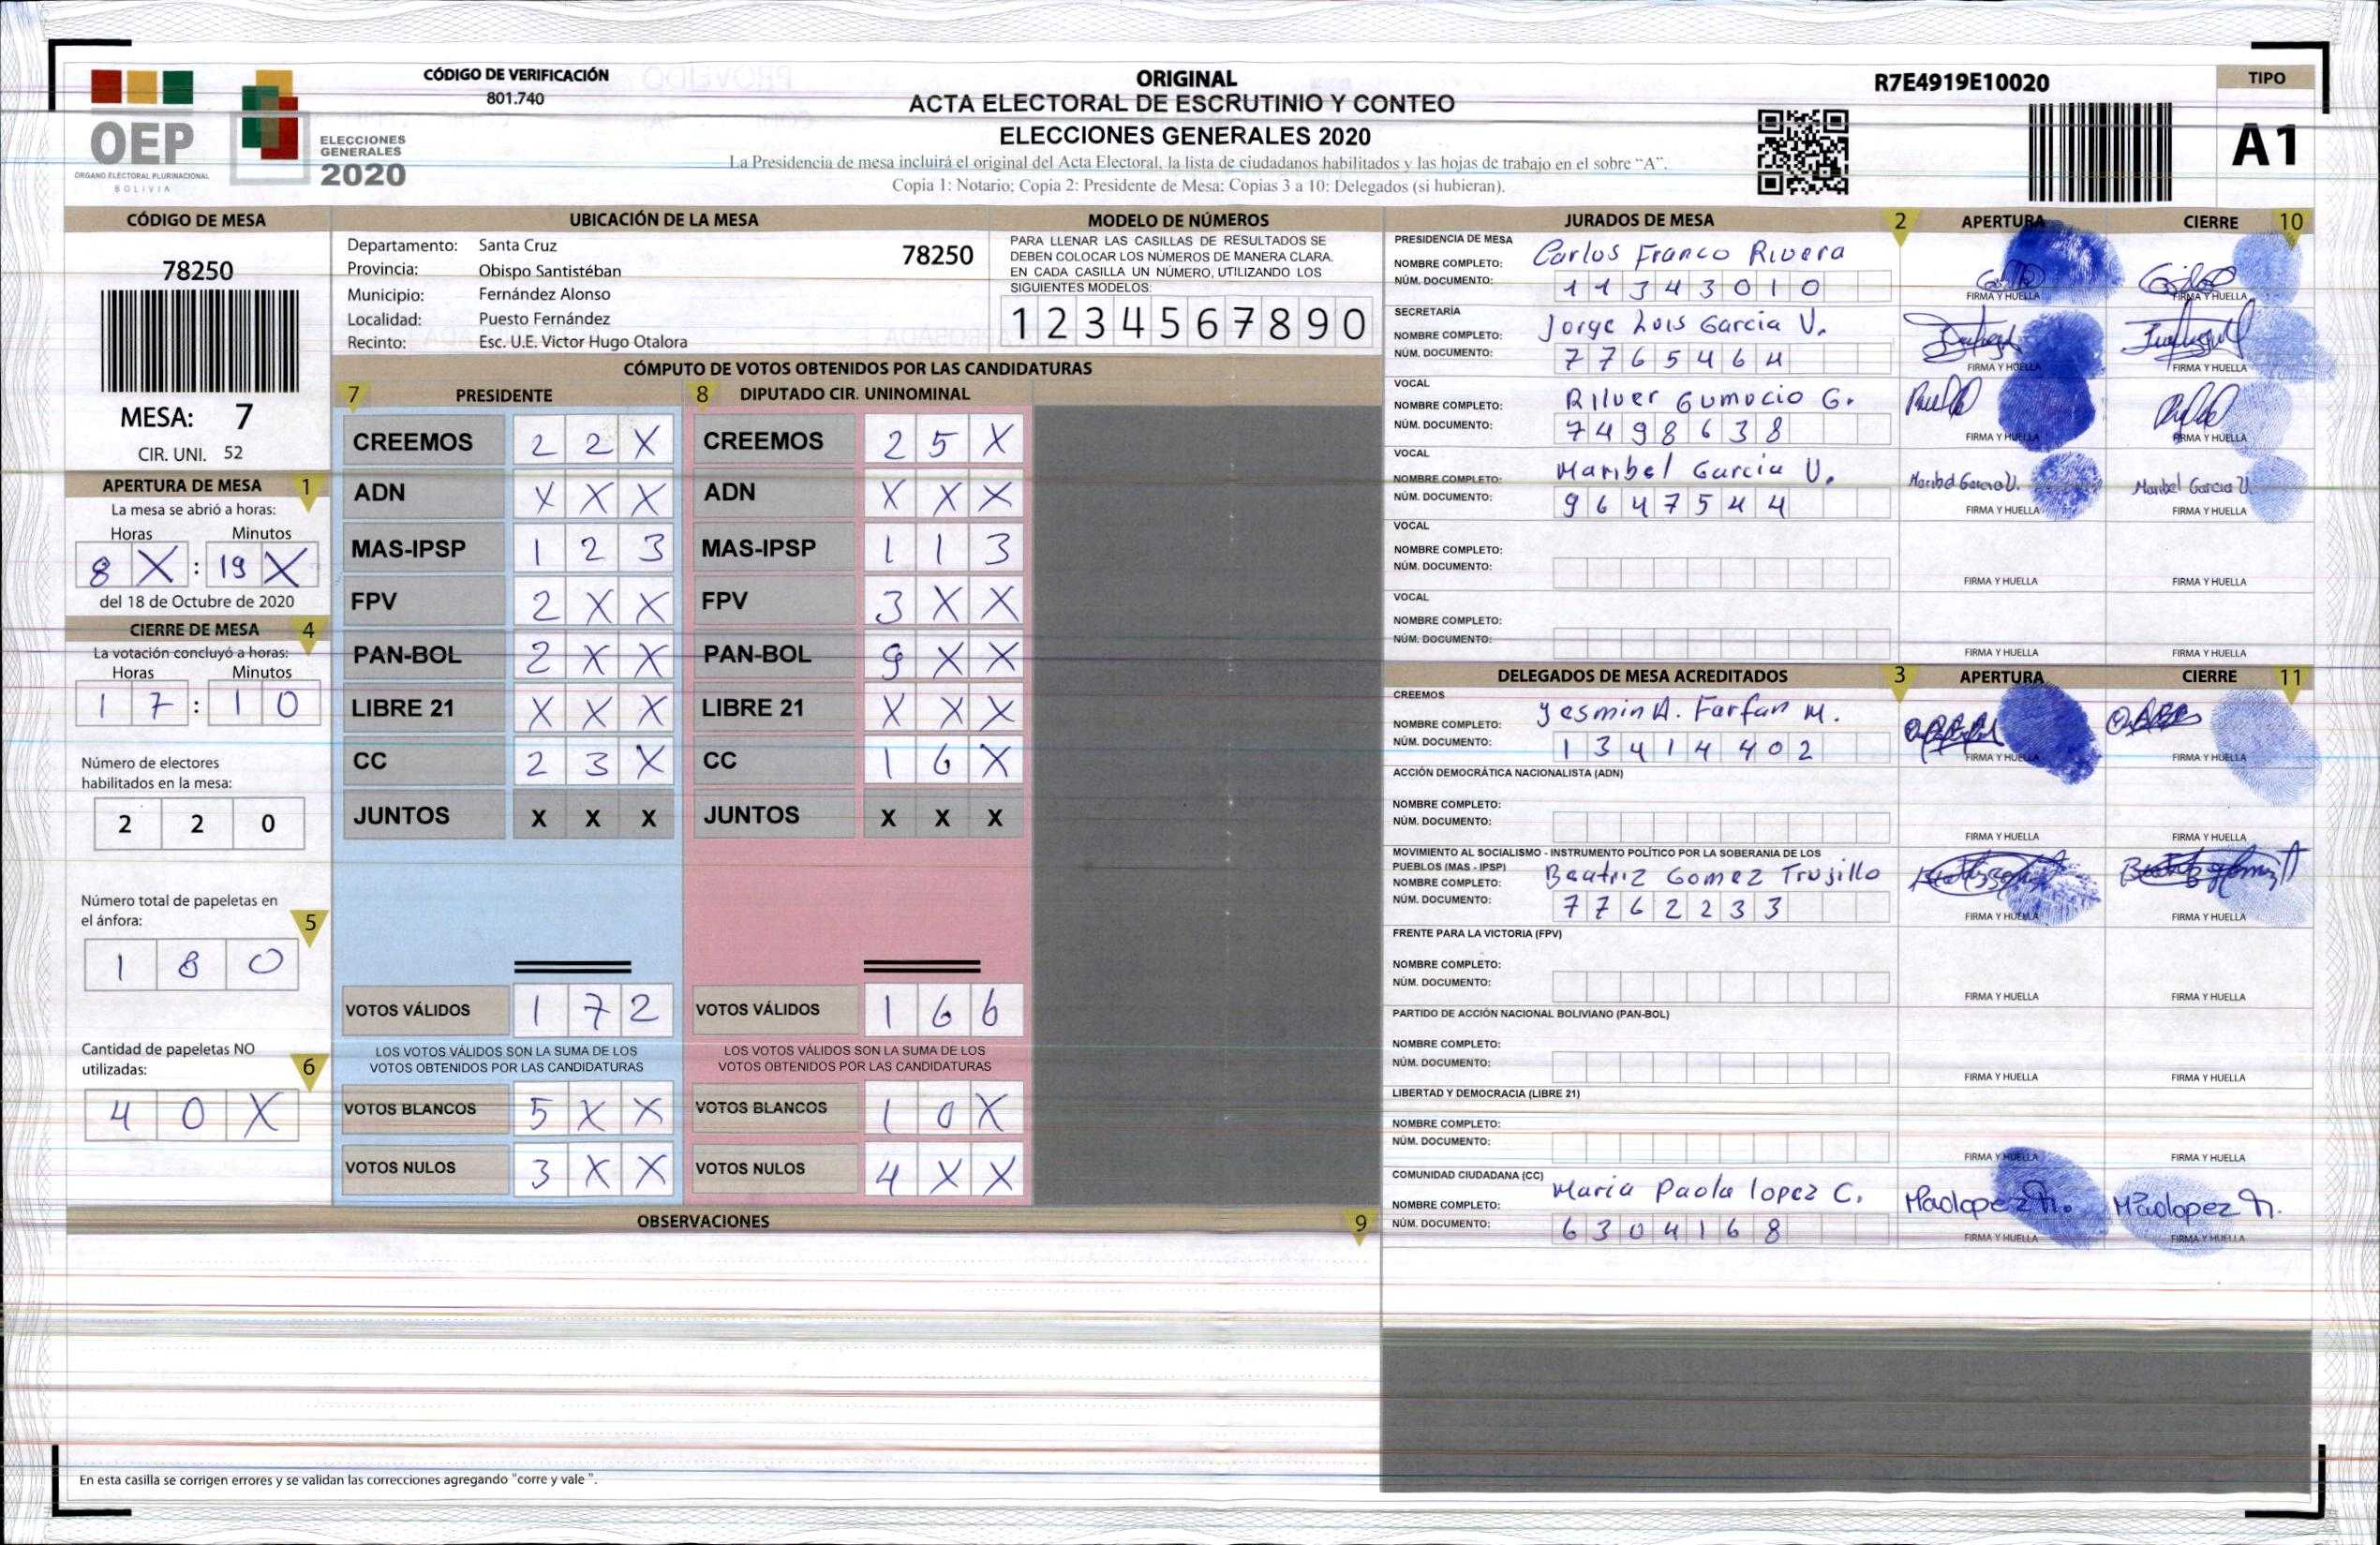 CÓDIGO DE VERIFICACIÓN
801.740
OEP
ÓRGANO ELECTORAL PLURINACIONAL
BOLIVIA
ELECCIONES
GENERALES
2020
ORIGINAL
ACTA ELECTORAL DE ESCRUTINIO Y CONTEO
ELECCIONES GENERALES 2020
La Presidencia de mesa incluirá el original del Acta Electoral, la lista de ciudadanos habilitados y las hojas de trabajo en el sobre "A".
Copia 1: Notario; Copia 2: Presidente de Mesa; Copias 3 a 10: Delegados (si hubieran).
R7E4919E10020
TIPO
A1
CÓDIGO DE MESA
78250
MESA: 7
CIR. UNI. 52
APERTURA DE MESA 1
La mesa se abrió a horas:
Horas Minutos
8 X : 19 X
del 18 de Octubre de 2020
CIERRE DE MESA 4
La votación concluyó a horas:
Horas Minutos
1 7 : 1 0
Número de electores
habilitados en la mesa:
2 2 0
Número total de papeletas en
el ánfora: 5
1 8 0
Cantidad de papeletas NO
utilizadas: 6
4 0 X
UBICACIÓN DE LA MESA
Departamento: Santa Cruz 78250
Provincia: Obispo Santistéban
Municipio: Fernández Alonso
Localidad: Puesto Fernández
Recinto: Esc. U.E. Victor Hugo Otalora
MODELO DE NÚMEROS
PARA LLENAR LAS CASILLAS DE RESULTADOS SE
DEBEN COLOCAR LOS NÚMEROS DE MANERA CLARA.
EN CADA CASILLA UN NÚMERO, UTILIZANDO LOS
SIGUIENTES MODELOS:
1 2 3 4 5 6 7 8 9 0
CÓMPUTO DE VOTOS OBTENIDOS POR LAS CANDIDATURAS
7 PRESIDENTE 8 DIPUTADO CIR. UNINOMINAL
CREEMOS 2 2 X CREEMOS 2 5 X
ADN X X X ADN X X X
MAS-IPSP 1 2 3 MAS-IPSP 1 1 3
FPV 2 X X FPV 3 X X
PAN-BOL 2 X X PAN-BOL 9 X X
LIBRE 21 X X X LIBRE 21 X X X
CC 2 3 X CC 1 6 X
JUNTOS X X X JUNTOS X X X
VOTOS VÁLIDOS 1 7 2 VOTOS VÁLIDOS 1 6 6
LOS VOTOS VÁLIDOS SON LA SUMA DE LOS LOS VOTOS VÁLIDOS SON LA SUMA DE LOS
VOTOS OBTENIDOS POR LAS CANDIDATURAS VOTOS OBTENIDOS POR LAS CANDIDATURAS
VOTOS BLANCOS 5 X X VOTOS BLANCOS 1 0 X
VOTOS NULOS 3 X X VOTOS NULOS 4 X X
OBSERVACIONES 9
En esta casilla se corrigen errores y se validan las correcciones agregando "corre y vale ".
JURADOS DE MESA 2 APERTURA CIERRE 10
PRESIDENCIA DE MESA
NOMBRE COMPLETO: Carlos Franco Rivera
NÚM. DOCUMENTO: 1 1 3 4 3 0 1 0
FIRMA Y HUELLA FIRMA Y HUELLA
SECRETARÍA
NOMBRE COMPLETO: Jorge Luis Garcia V.
NÚM. DOCUMENTO: 7 7 6 5 4 6 4
FIRMA Y HUELLA FIRMA Y HUELLA
VOCAL
NOMBRE COMPLETO: Rilver Gumucio G.
NÚM. DOCUMENTO: 7 4 9 8 6 3 8
FIRMA Y HUELLA FIRMA Y HUELLA
VOCAL
NOMBRE COMPLETO: Maribel Garcia V.
NÚM. DOCUMENTO: 9 6 4 7 5 4 4
Maribel Garcia V. Maribel Garcia V.
FIRMA Y HUELLA FIRMA Y HUELLA
VOCAL
NOMBRE COMPLETO:
NÚM. DOCUMENTO:
FIRMA Y HUELLA FIRMA Y HUELLA
VOCAL
NOMBRE COMPLETO:
NÚM. DOCUMENTO:
FIRMA Y HUELLA FIRMA Y HUELLA
DELEGADOS DE MESA ACREDITADOS 3 APERTURA CIERRE 11
CREEMOS
NOMBRE COMPLETO: Yesmin A. Farfan M.
NÚM. DOCUMENTO: 1 3 4 1 4 4 0 2
FIRMA Y HUELLA FIRMA Y HUELLA
ACCIÓN DEMOCRÁTICA NACIONALISTA (ADN)
NOMBRE COMPLETO:
NÚM. DOCUMENTO:
FIRMA Y HUELLA FIRMA Y HUELLA
MOVIMIENTO AL SOCIALISMO - INSTRUMENTO POLÍTICO POR LA SOBERANIA DE LOS
PUEBLOS (MAS - IPSP)
NOMBRE COMPLETO: Beatriz Gomez Trujillo
NÚM. DOCUMENTO: 7 7 6 2 2 3 3
FIRMA Y HUELLA FIRMA Y HUELLA
FRENTE PARA LA VICTORIA (FPV)
NOMBRE COMPLETO:
NÚM. DOCUMENTO:
FIRMA Y HUELLA FIRMA Y HUELLA
PARTIDO DE ACCIÓN NACIONAL BOLIVIANO (PAN-BOL)
NOMBRE COMPLETO:
NÚM. DOCUMENTO:
FIRMA Y HUELLA FIRMA Y HUELLA
LIBERTAD Y DEMOCRACIA (LIBRE 21)
NOMBRE COMPLETO:
NÚM. DOCUMENTO:
FIRMA Y HUELLA FIRMA Y HUELLA
COMUNIDAD CIUDADANA (CC)
NOMBRE COMPLETO: Maria Paola lopez C.
NÚM. DOCUMENTO: 6 3 0 4 1 6 8
FIRMA Y HUELLA FIRMA Y HUELLA